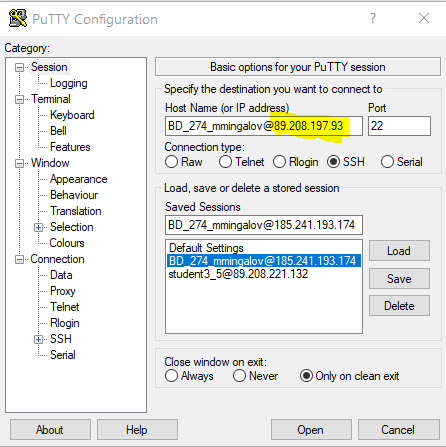 PuTTY Configuration
? ×
Category:
Session
Logging
Terminal
Keyboard
Bell
Features
Window
Appearance
Behaviour
Translation
Selection
Colours
Connection
Data
Proxy
Telnet
Rlogin
SSH
Serial
Basic options for your PuTTY session
Specify the destination you want to connect to
Host Name (or IP address) Port
BD_274_mmingalov@89.208.197.93 22
Connection type:
Raw Telnet Rlogin SSH Serial
Load, save or delete a stored session
Saved Sessions
BD_274_mmingalov@185.241.193.174
Default Settings
BD_274_mmingalov@185.241.193.174
student3_5@89.208.221.132
Load
Save
Delete
Close window on exit:
Always Never Only on clean exit
About Help Open Cancel